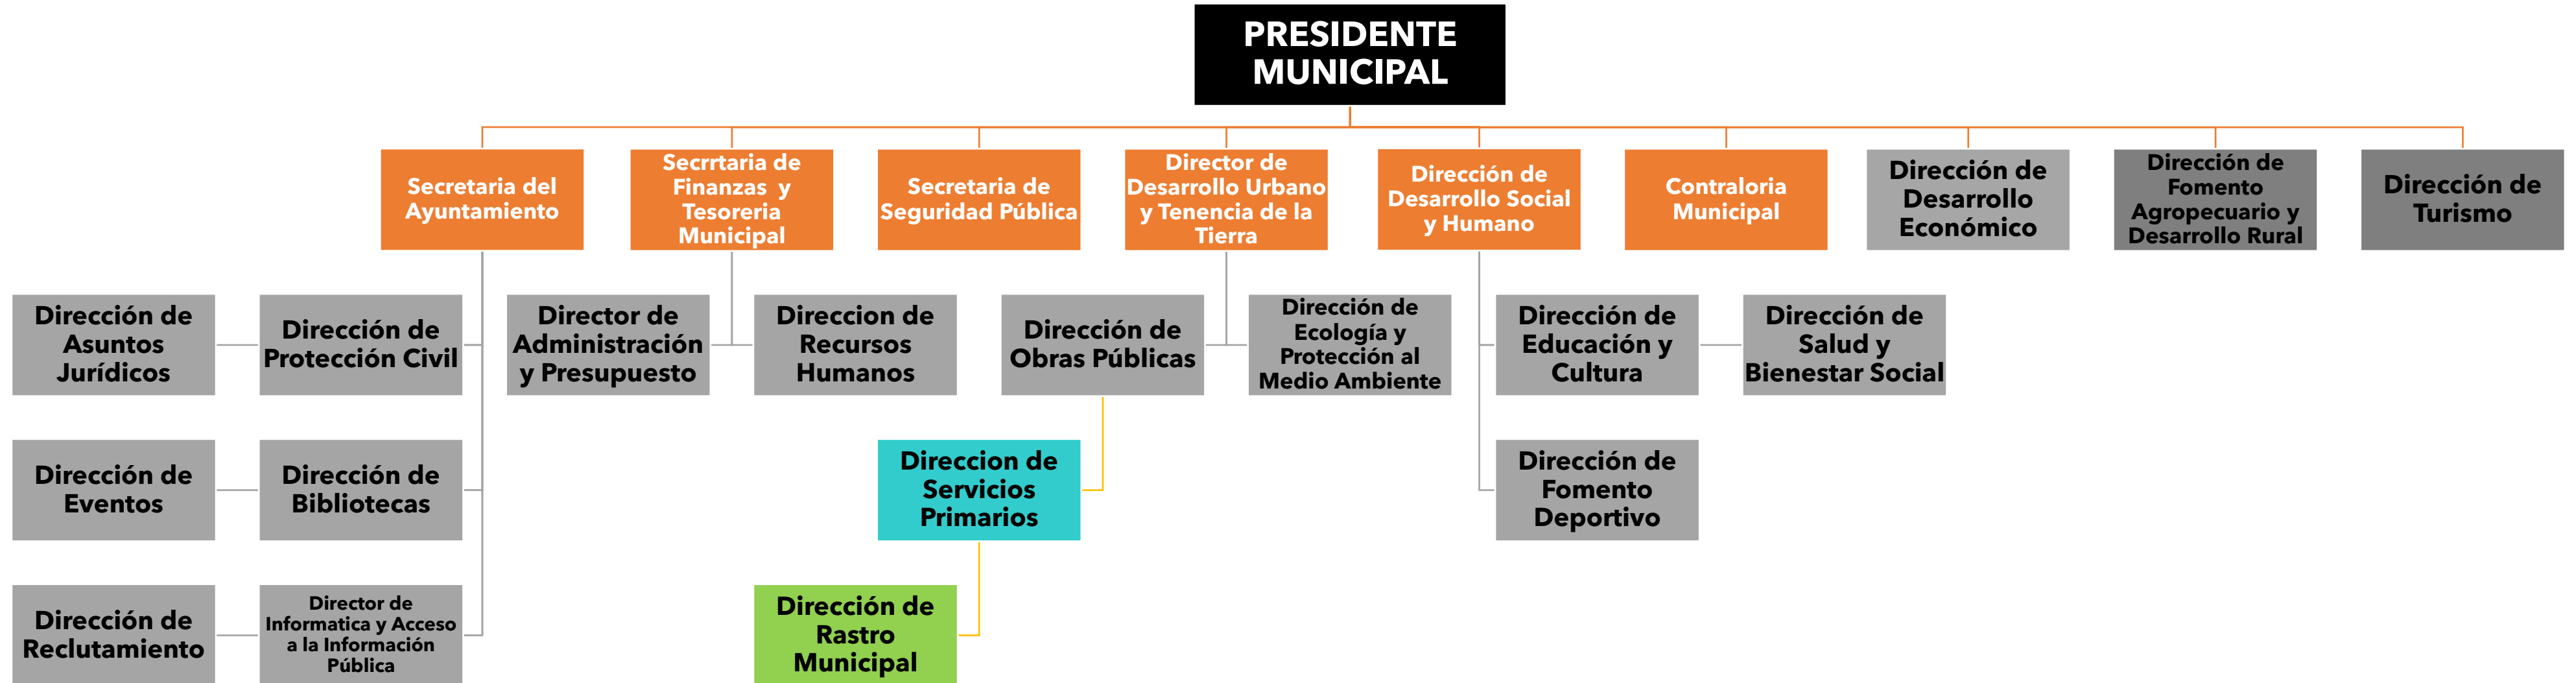 PRESIDENTE
MUNICIPAL
Secretaria del
Ayuntamiento
Secrrtaria de
Finanzas y
Tesoreria
Municipal
Secretaria de
Seguridad Pública
Director de
Desarrollo Urbano
y Tenencia de la
Tierra
Dirección de
Desarrollo Social
y Humano
Contraloria
Municipal
Dirección de
Desarrollo
Económico
Dirección de
Fomento
Agropecuario y
Desarrollo Rural
Dirección de
Turismo
Dirección de
Asuntos
Jurídicos
Dirección de
Protección Civil
Director de
Administración
y Presupuesto
Direccion de
Recursos
Humanos
Dirección de
Obras Públicas
Dirección de
Ecología y
Protección al
Medio Ambiente
Dirección de
Educación y
Cultura
Dirección de
Salud y
Bienestar Social
Dirección de
Eventos
Dirección de
Bibliotecas
Direccion de
Servicios
Primarios
Dirección de
Fomento
Deportivo
Dirección de
Reclutamiento
Director de
Informatica y Acceso
a la Información
Pública
Dirección de
Rastro
Municipal